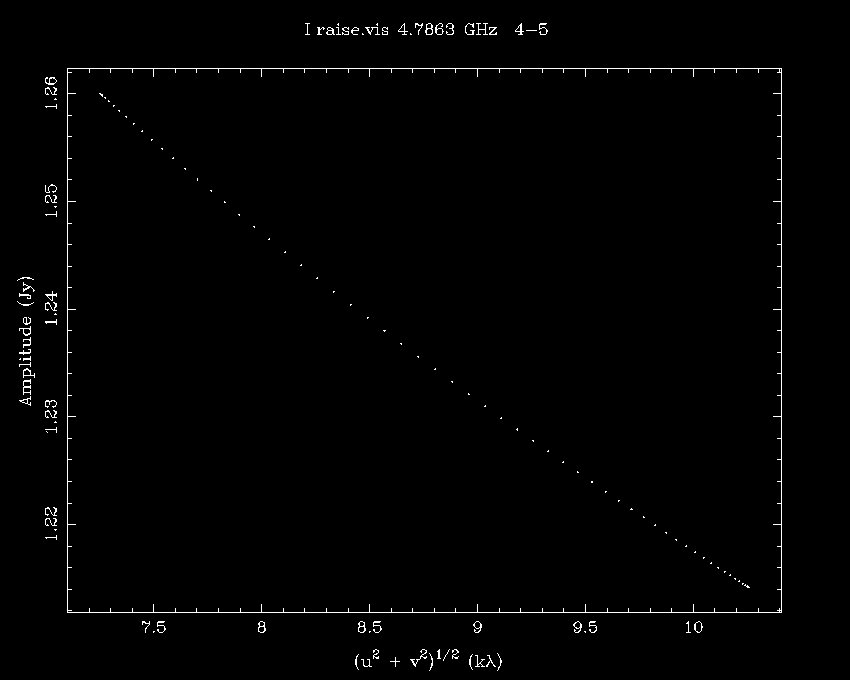 I raise.vis 4.7863 GHz 4−5
1.26
1.25
1.24
1.23
1.22
Amplitude (Jy)
7.5 8 8.5 9 9.5 10
(u² + v²)¹/² (kλ)